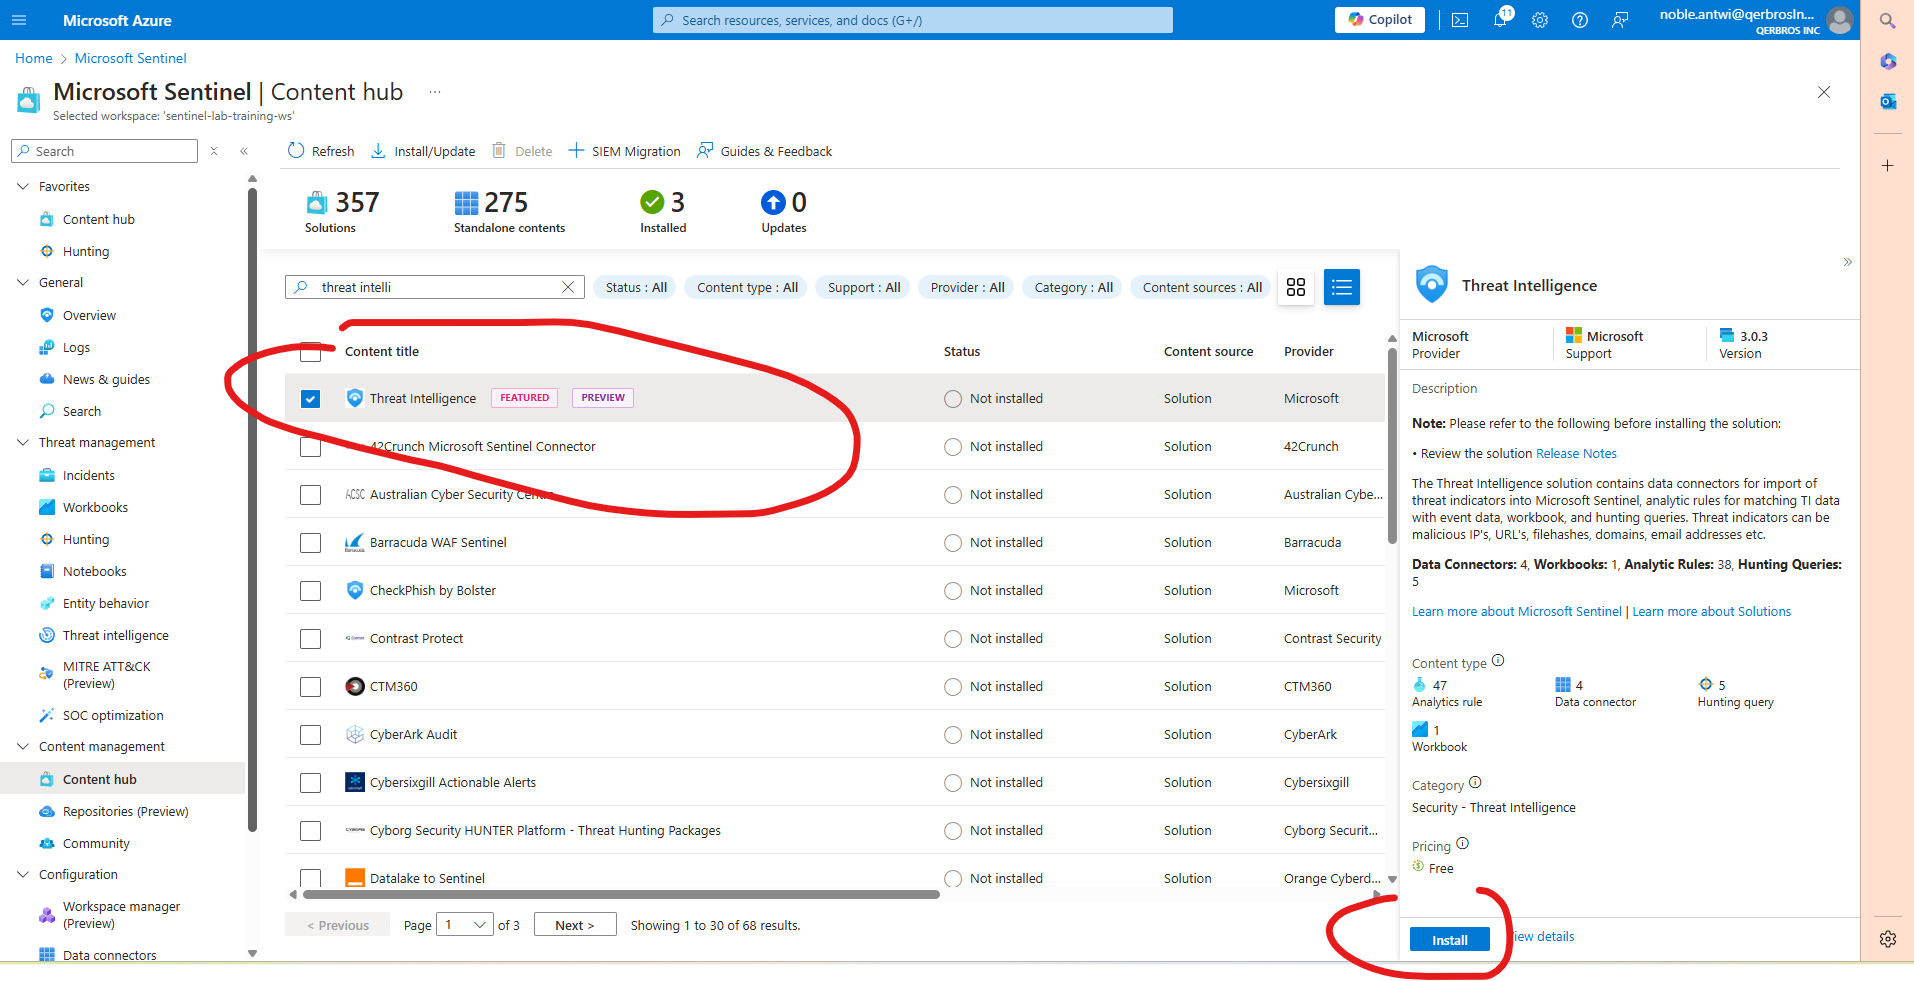 Microsoft Azure
Search resources, services, and docs (G+/)
Copilot
11
noble.antwi@qerbrosIn...
QERBROS INC
Home > Microsoft Sentinel
Microsoft Sentinel | Content hub ...
Selected workspace: 'sentinel-lab-training-ws'
Search
Refresh
Install/Update
Delete
SIEM Migration
Guides & Feedback
Favorites
Content hub
Hunting
General
Overview
Logs
News & guides
Search
Threat management
Incidents
Workbooks
Hunting
Notebooks
Entity behavior
Threat intelligence
MITRE ATT&CK
(Preview)
SOC optimization
Content management
Content hub
Repositories (Preview)
Community
Configuration
Workspace manager
(Preview)
Data connectors
357
Solutions
275
Standalone contents
3
Installed
0
Updates
threat intelli
Status : All
Content type : All
Support : All
Provider : All
Category : All
Content sources : All
Content title Status Content source Provider
Threat Intelligence FEATURED PREVIEW Not installed Solution Microsoft
42Crunch Microsoft Sentinel Connector Not installed Solution 42Crunch
ACSC Australian Cyber Security Centre Not installed Solution Australian Cybe...
Barracuda WAF Sentinel Not installed Solution Barracuda
CheckPhish by Bolster Not installed Solution Microsoft
Contrast Protect Not installed Solution Contrast Security
CTM360 Not installed Solution CTM360
CyberArk Audit Not installed Solution CyberArk
Cybersixgill Actionable Alerts Not installed Solution Cybersixgill
Cyborg Security HUNTER Platform - Threat Hunting Packages Not installed Solution Cyborg Securit...
Datalake to Sentinel Not installed Solution Orange Cyberd...
< Previous
Page 1 of 3
Next >
Showing 1 to 30 of 68 results.
Threat Intelligence
Microsoft
Provider
Microsoft
Support
3.0.3
Version
Description
Note: Please refer to the following before installing the solution:
• Review the solution Release Notes
The Threat Intelligence solution contains data connectors for import of
threat indicators into Microsoft Sentinel, analytic rules for matching TI data
with event data, workbook, and hunting queries. Threat indicators can be
malicious IP's, URL's, filehashes, domains, email addresses etc.
Data Connectors: 4, Workbooks: 1, Analytic Rules: 38, Hunting Queries:
5
Learn more about Microsoft Sentinel | Learn more about Solutions
Content type
47
Analytics rule
4
Data connector
5
Hunting query
1
Workbook
Category
Security - Threat Intelligence
Pricing
Free
Install
View details